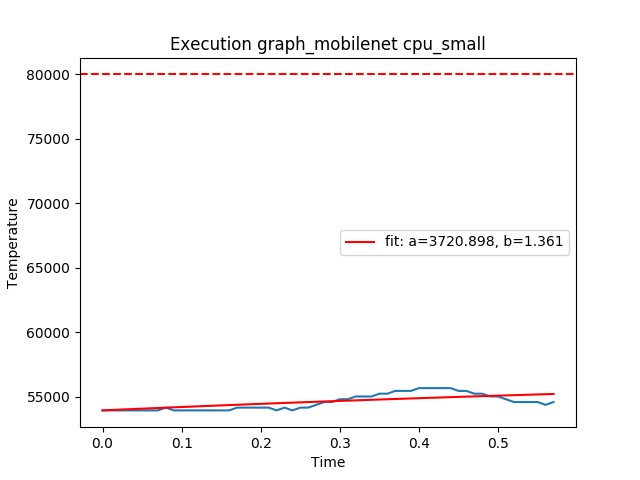 Execution graph_mobilenet cpu_small
80000
75000
70000
65000
60000
55000
Temperature
fit: a=3720.898, b=1.361
0.0 0.1 0.2 0.3 0.4 0.5
Time